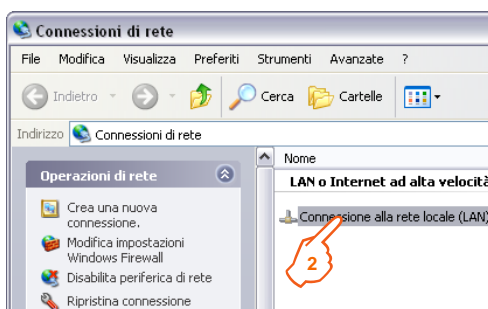 Connessioni di rete
File Modifica Visualizza Preferiti Strumenti Avanzate ?
Indietro Cerca Cartelle
Indirizzo Connessioni di rete
Operazioni di rete
Crea una nuova
connessione.
Modifica impostazioni
Windows Firewall
Disabilita periferica di rete
Ripristina connessione
Nome
LAN o Internet ad alta velocità
Connessione alla rete locale (LAN)
2